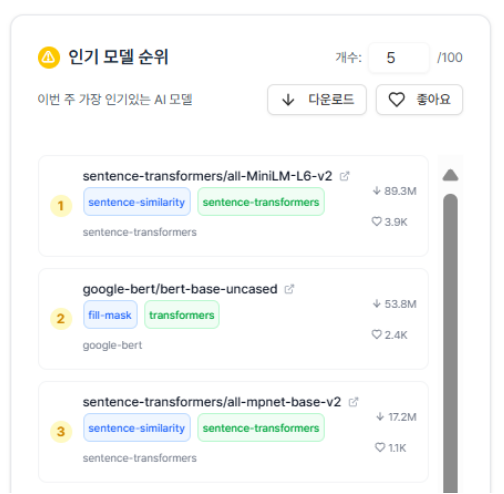 인기 모델 순위
개수: 5 /100
이번 주 가장 인기있는 AI 모델
다운로드 좋아요
sentence-transformers/all-MiniLM-L6-v2
89.3M
1
sentence-similarity sentence-transformers
3.9K
sentence-transformers
google-bert/bert-base-uncased
53.8M
2
fill-mask transformers
2.4K
google-bert
sentence-transformers/all-mpnet-base-v2
17.2M
3
sentence-similarity sentence-transformers
1.1K
sentence-transformers